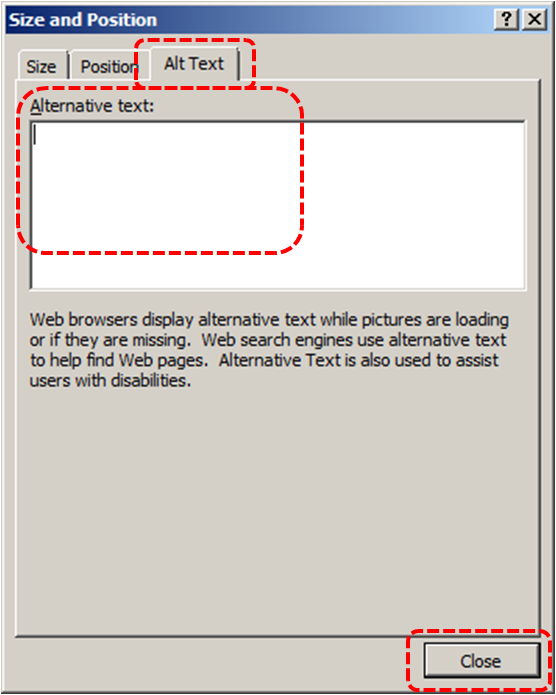 Size and Position
Size
Position
Alt Text
Alternative text:
Web browsers display alternative text while pictures are loading
or if they are missing.  Web search engines use alternative text
to help find Web pages.  Alternative Text is also used to assist
users with disabilities.
Close